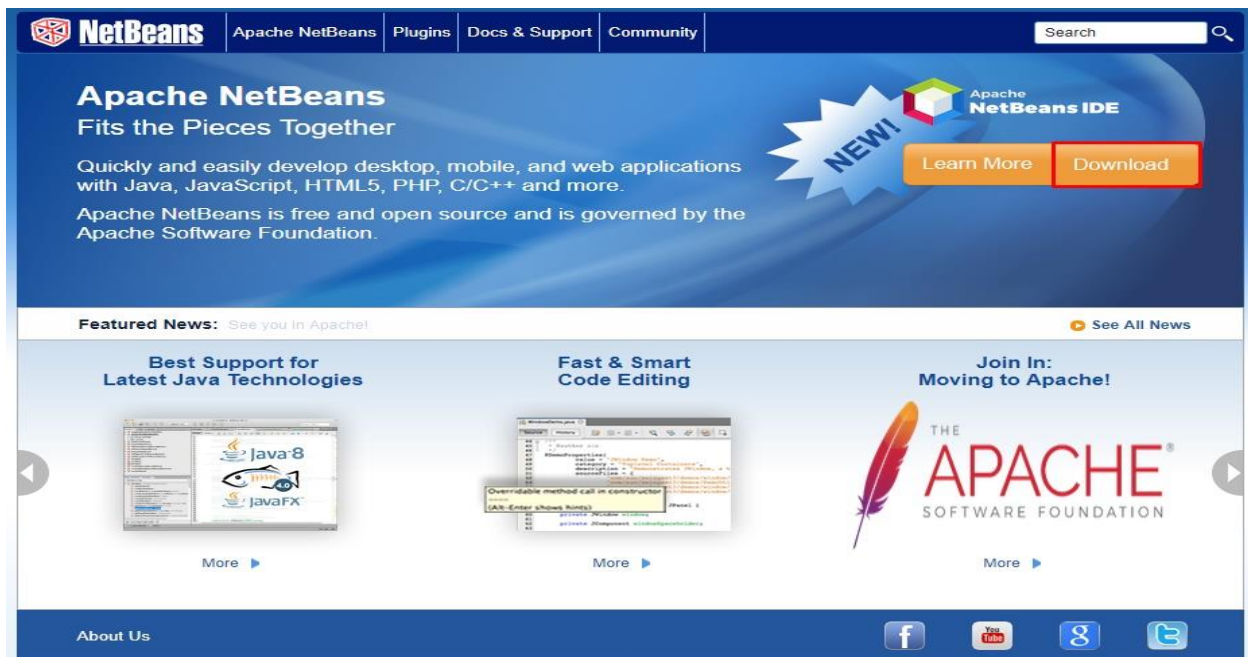 NetBeans
Apache NetBeans
Plugins
Docs & Support
Community
Search
Apache NetBeans
Fits the Pieces Together
Quickly and easily develop desktop, mobile, and web applications
with Java, JavaScript, HTML5, PHP, C/C++ and more.
Apache NetBeans is free and open source and is governed by the
Apache Software Foundation.
NEW!
Apache
NetBeans IDE
Learn More
Download
Featured News: See you in Apache!
See All News
Best Support for
Latest Java Technologies
Java 8
4.0
JavaFX
More
Fast & Smart
Code Editing
Overridable method call in constructor
(Alt-Enter shows hints)
private JWindow window;
More
Join In:
Moving to Apache!
THE
APACHE®
SOFTWARE FOUNDATION
More
About Us
f
You
Tube
8
t